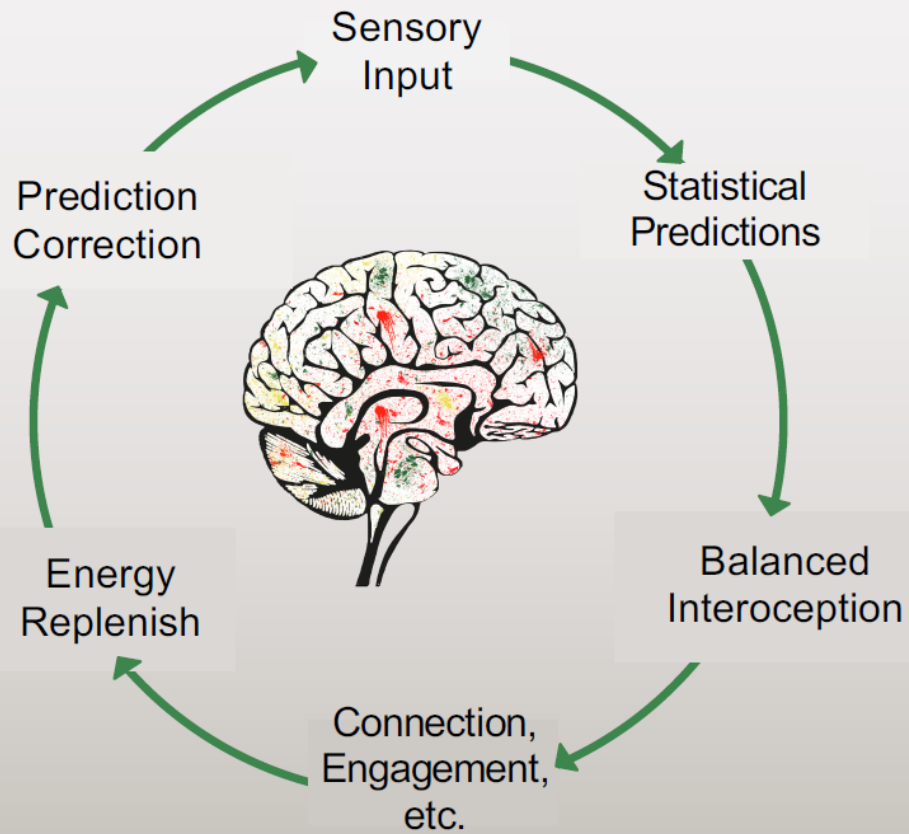 Sensory
Input
Statistical
Predictions
Balanced
Interoception
Connection,
Engagement,
etc.
Energy
Replenish
Prediction
Correction